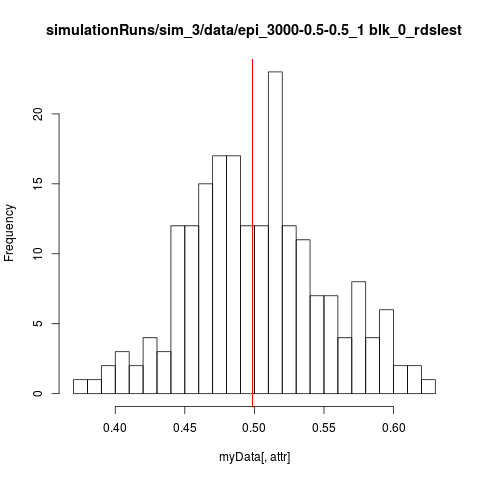 simulationRuns/sim_3/data/epi_3000-0.5-0.5_1 blk_0_rdslest
Frequency
20
15
10
5
0
0.40 0.45 0.50 0.55 0.60
myData[, attr]